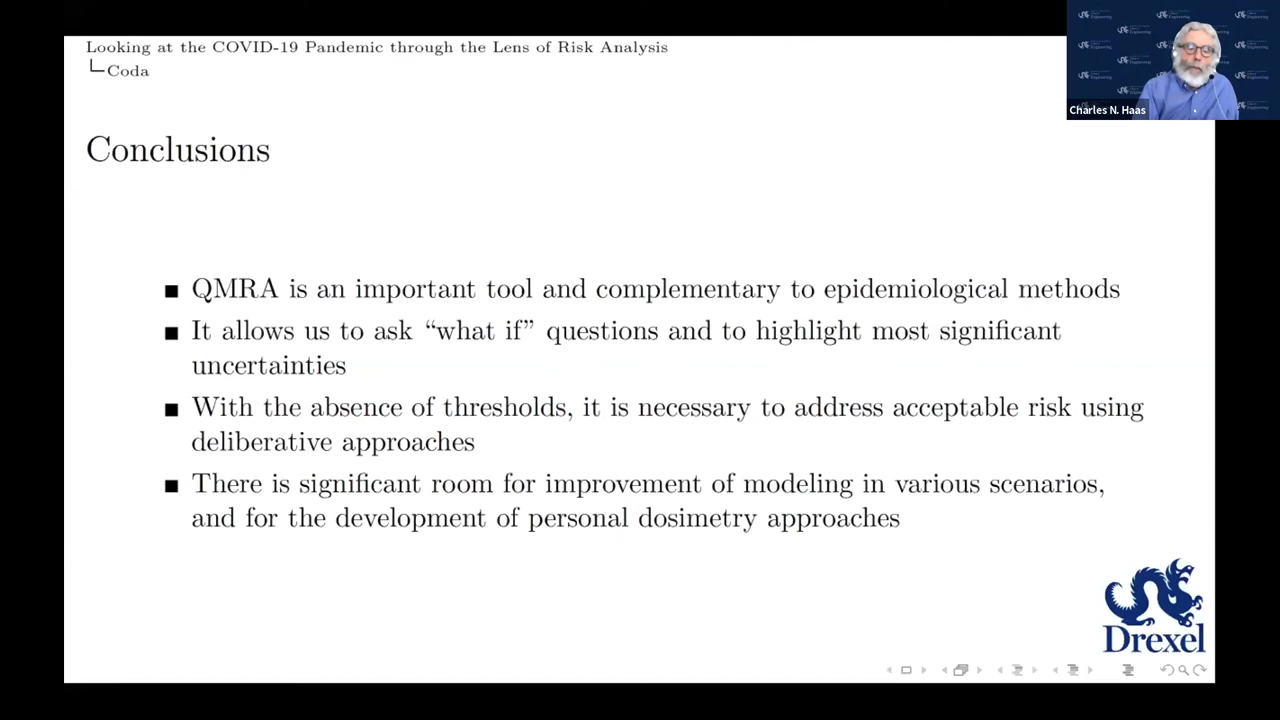 Looking at the COVID-19 Pandemic through the Lens of Risk Analysis
Coda
Charles N. Haas
Conclusions
QMRA is an important tool and complementary to epidemiological methods
It allows us to ask “what if” questions and to highlight most significant
uncertainties
With the absence of thresholds, it is necessary to address acceptable risk using
deliberative approaches
There is significant room for improvement of modeling in various scenarios,
and for the development of personal dosimetry approaches
Drexel